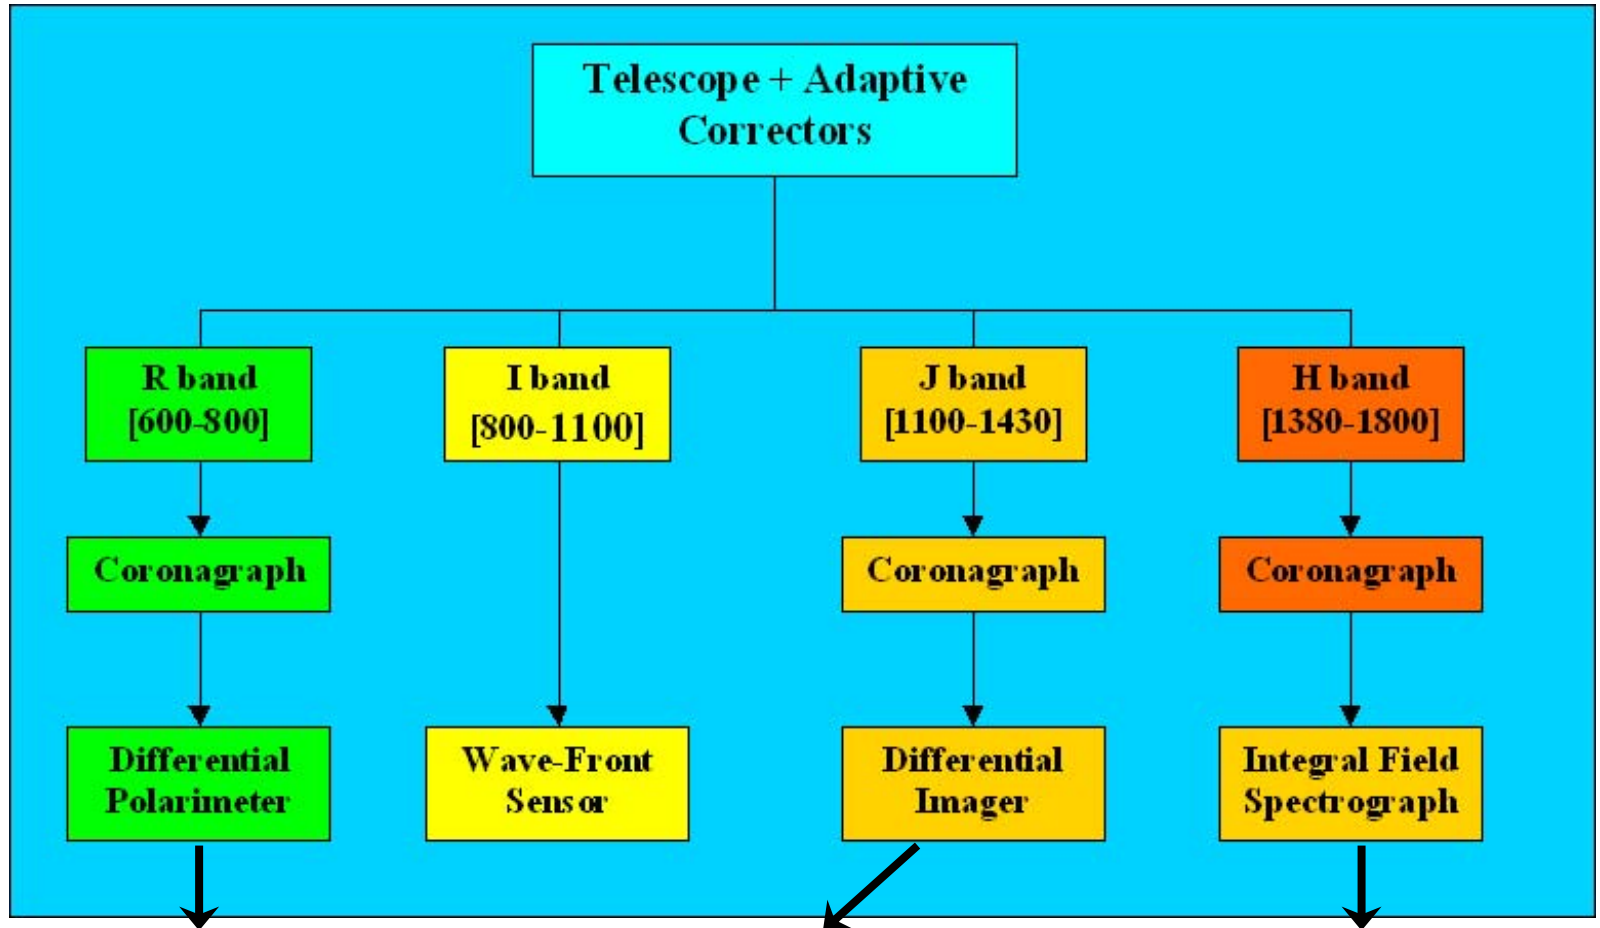 Telescope + Adaptive
Correctors
R band
[600-800]
I band
[800-1100]
J band
[1100-1430]
H band
[1380-1800]
Coronagraph
Coronagraph
Coronagraph
Differential
Polarimeter
Wave-Front
Sensor
Differential
Imager
Integral Field
Spectrograph